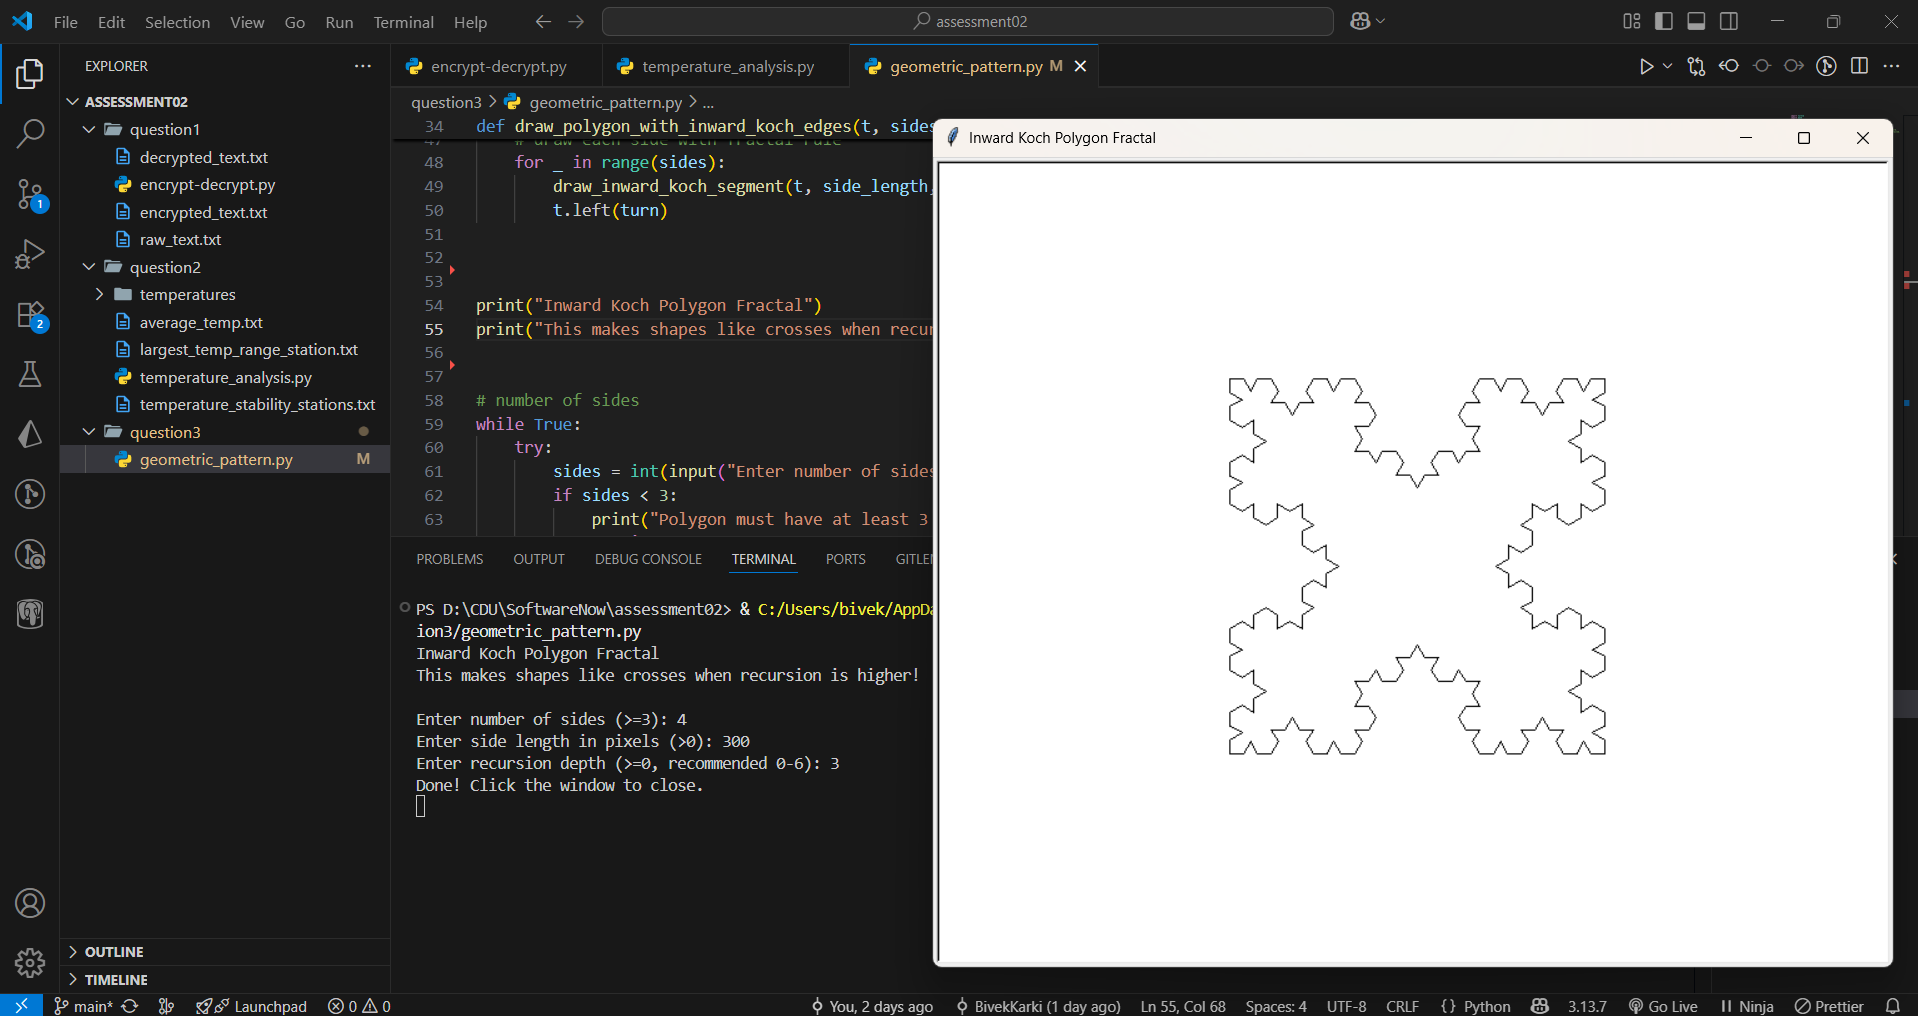 File Edit Selection View Go Run Terminal Help
assessment02
EXPLORER
ASSESSMENT02
question1
decrypted_text.txt
encrypt-decrypt.py
encrypted_text.txt
raw_text.txt
question2
temperatures
average_temp.txt
largest_temp_range_station.txt
temperature_analysis.py
temperature_stability_stations.txt
question3
geometric_pattern.py M
OUTLINE
TIMELINE
1
2
encrypt-decrypt.py temperature_analysis.py geometric_pattern.py M
question3 > geometric_pattern.py > ...
34 def draw_polygon_with_inward_koch_edges(t, sides
47 # draw each side with fractal rule
48 for _ in range(sides):
49 draw_inward_koch_segment(t, side_length,
50 t.left(turn)
51
52
53
54 print("Inward Koch Polygon Fractal")
55 print("This makes shapes like crosses when recur
56
57
58 # number of sides
59 while True:
60 try:
61 sides = int(input("Enter number of sides
62 if sides < 3:
63 print("Polygon must have at least 3
PROBLEMS OUTPUT DEBUG CONSOLE TERMINAL PORTS GITLE
PS D:\CDU\SoftwareNow\assessment02> & C:/Users/bivek/AppDa
ion3/geometric_pattern.py
Inward Koch Polygon Fractal
This makes shapes like crosses when recursion is higher!
Enter number of sides (>=3): 4
Enter side length in pixels (>0): 300
Enter recursion depth (>=0, recommended 0-6): 3
Done! Click the window to close.
Inward Koch Polygon Fractal
main* Launchpad 0 0 You, 2 days ago BivekKarki (1 day ago) Ln 55, Col 68 Spaces: 4 UTF-8 CRLF {} Python 3.13.7 Go Live Ninja Prettier